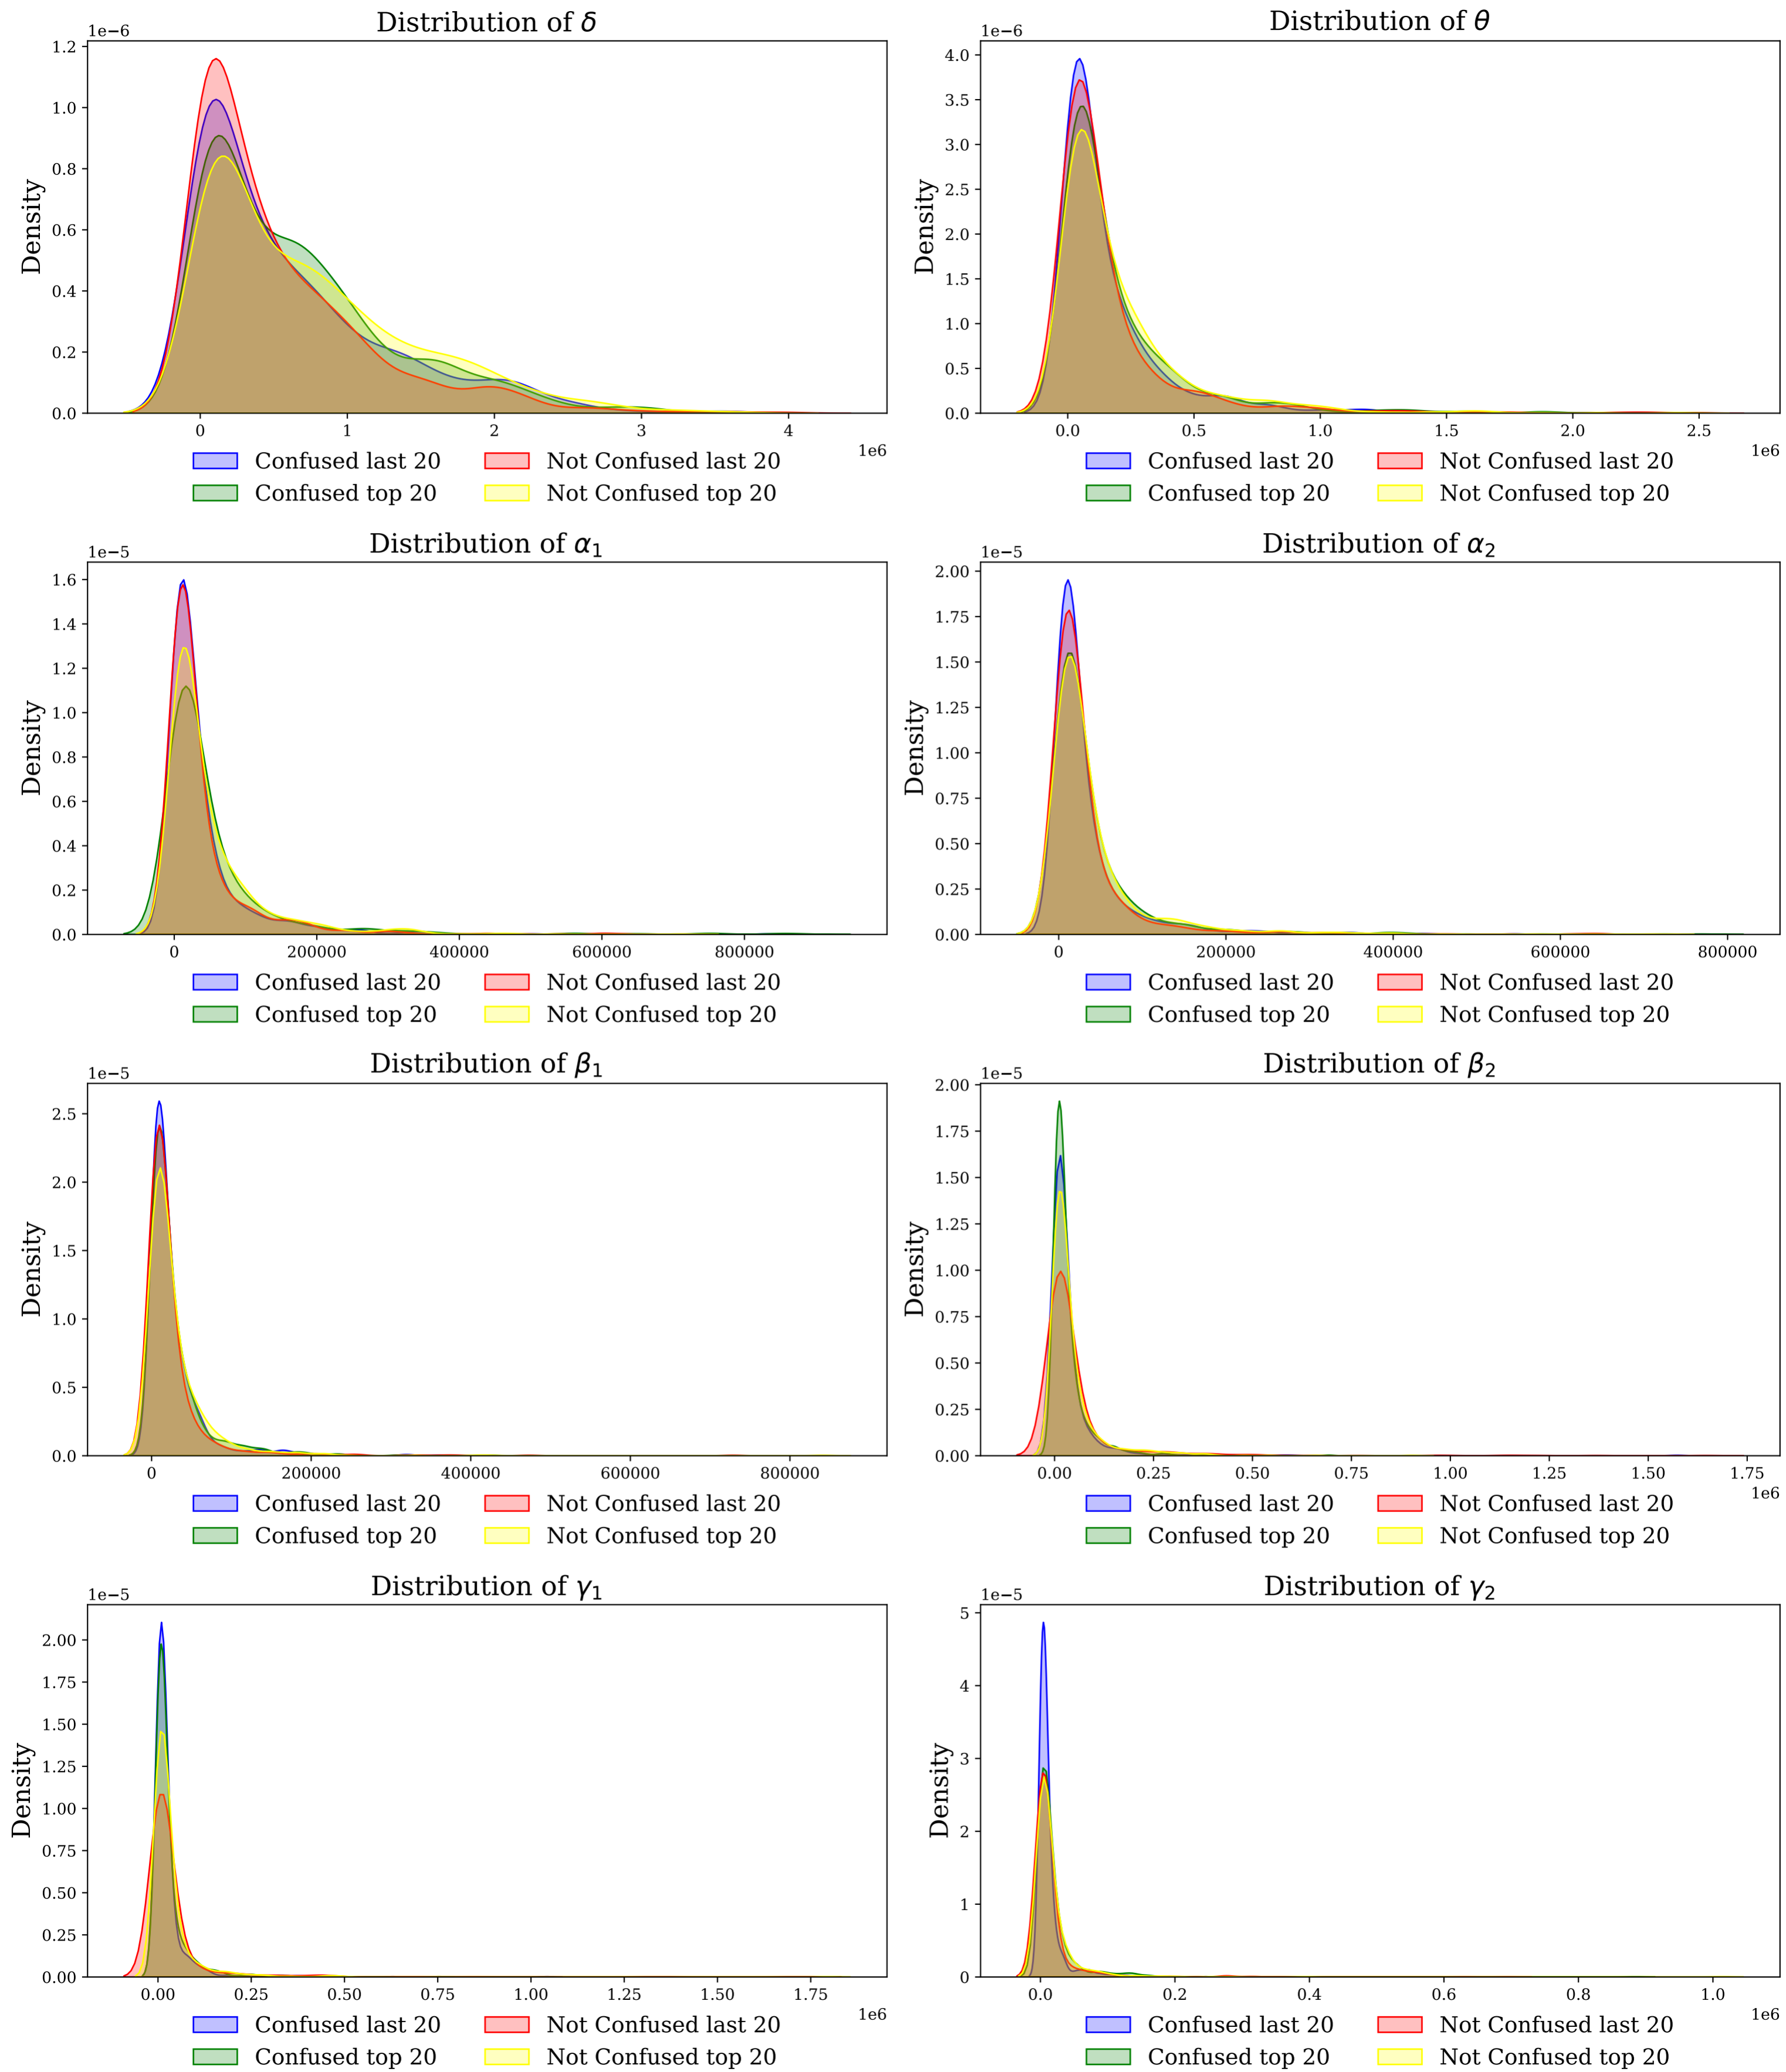 Distribution of δ
1e−6
Density
1.2
1.0
0.8
0.6
0.4
0.2
0.0
0 1 2 3 4
1e6
Confused last 20 Not Confused last 20
Confused top 20 Not Confused top 20
Distribution of θ
1e−6
Density
4.0
3.5
3.0
2.5
2.0
1.5
1.0
0.5
0.0
0.0 0.5 1.0 1.5 2.0 2.5
1e6
Confused last 20 Not Confused last 20
Confused top 20 Not Confused top 20
Distribution of α₁
1e−5
Density
1.6
1.4
1.2
1.0
0.8
0.6
0.4
0.2
0.0
0 200000 400000 600000 800000
Confused last 20 Not Confused last 20
Confused top 20 Not Confused top 20
Distribution of α₂
1e−5
Density
2.00
1.75
1.50
1.25
1.00
0.75
0.50
0.25
0.00
0 200000 400000 600000 800000
Confused last 20 Not Confused last 20
Confused top 20 Not Confused top 20
Distribution of β₁
1e−5
Density
2.5
2.0
1.5
1.0
0.5
0.0
0 200000 400000 600000 800000
Confused last 20 Not Confused last 20
Confused top 20 Not Confused top 20
Distribution of β₂
1e−5
Density
2.00
1.75
1.50
1.25
1.00
0.75
0.50
0.25
0.00
0.00 0.25 0.50 0.75 1.00 1.25 1.50 1.75
1e6
Confused last 20 Not Confused last 20
Confused top 20 Not Confused top 20
Distribution of γ₁
1e−5
Density
2.00
1.75
1.50
1.25
1.00
0.75
0.50
0.25
0.00
0.00 0.25 0.50 0.75 1.00 1.25 1.50 1.75
1e6
Confused last 20 Not Confused last 20
Confused top 20 Not Confused top 20
Distribution of γ₂
1e−5
Density
5
4
3
2
1
0
0.0 0.2 0.4 0.6 0.8 1.0
1e6
Confused last 20 Not Confused last 20
Confused top 20 Not Confused top 20